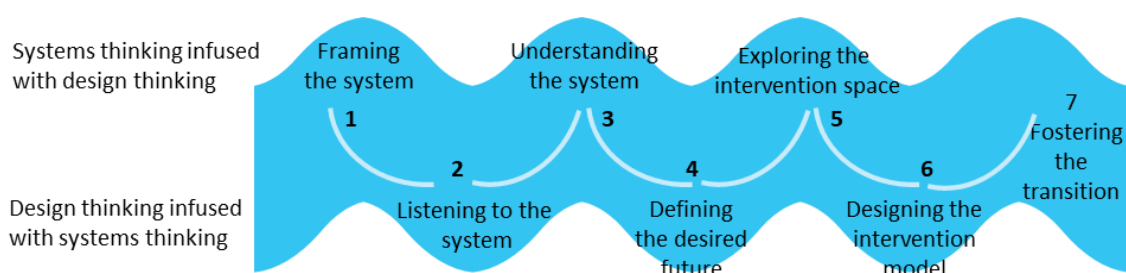 Systems thinking infused
with design thinking
Framing
the system
1
Understanding
the system
3
Exploring the
intervention space
5
7
Fostering
the
transition
Design thinking infused
with systems thinking
2
Listening to the
system
4
Defining
the desired
future
6
Designing the
intervention
model